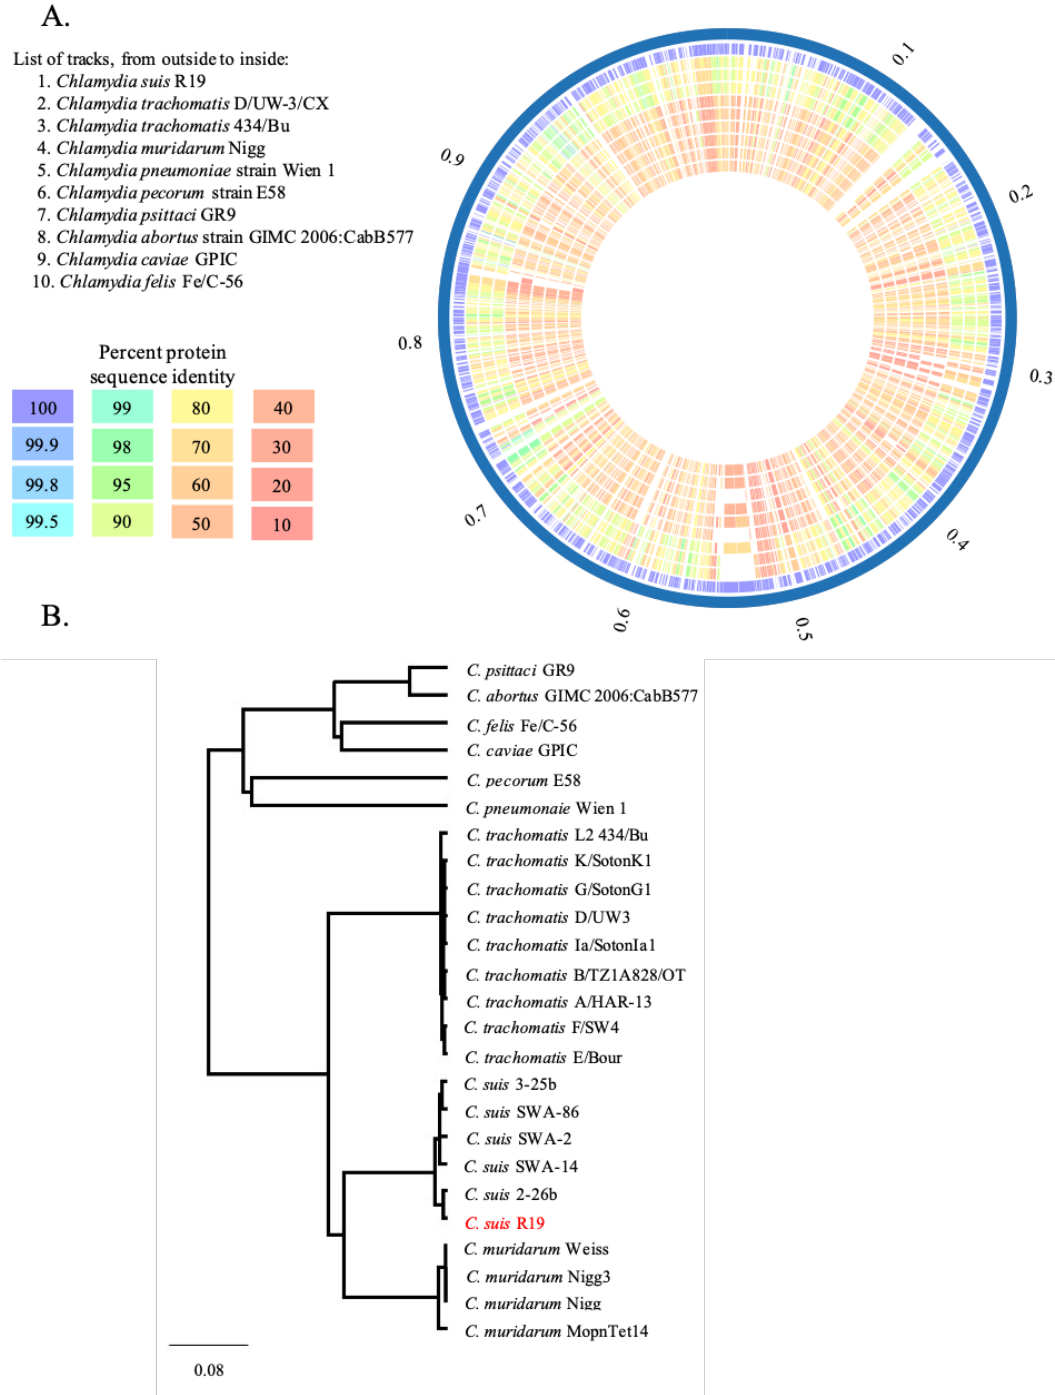 A.
List of tracks, from outside to inside:
1. Chlamydia suis R19
2. Chlamydia trachomatis D/UW-3/CX
3. Chlamydia trachomatis 434/Bu
4. Chlamydia muridarum Nigg
5. Chlamydia pneumoniae strain Wien 1
6. Chlamydia pecorum strain E58
7. Chlamydia psittaci GR9
8. Chlamydia abortus strain GIMC 2006:CabB577
9. Chlamydia caviae GPIC
10. Chlamydia felis Fe/C-56
Percent protein
sequence identity
100 99 80 40
99.9 98 70 30
99.8 95 60 20
99.5 90 50 10
0.1
0.2
0.3
0.4
0.5
0.6
0.7
0.8
0.9
B.
C. psittaci GR9
C. abortus GIMC 2006:CabB577
C. felis Fe/C-56
C. caviae GPIC
C. pecorum E58
C. pneumonaie Wien 1
C. trachomatis L2 434/Bu
C. trachomatis K/SotonK1
C. trachomatis G/SotonG1
C. trachomatis D/UW3
C. trachomatis Ia/SotonIa1
C. trachomatis B/TZ1A828/OT
C. trachomatis A/HAR-13
C. trachomatis F/SW4
C. trachomatis E/Bour
C. suis 3-25b
C. suis SWA-86
C. suis SWA-2
C. suis SWA-14
C. suis 2-26b
C. suis R19
C. muridarum Weiss
C. muridarum Nigg3
C. muridarum Nigg
C. muridarum MopnTet14
0.08